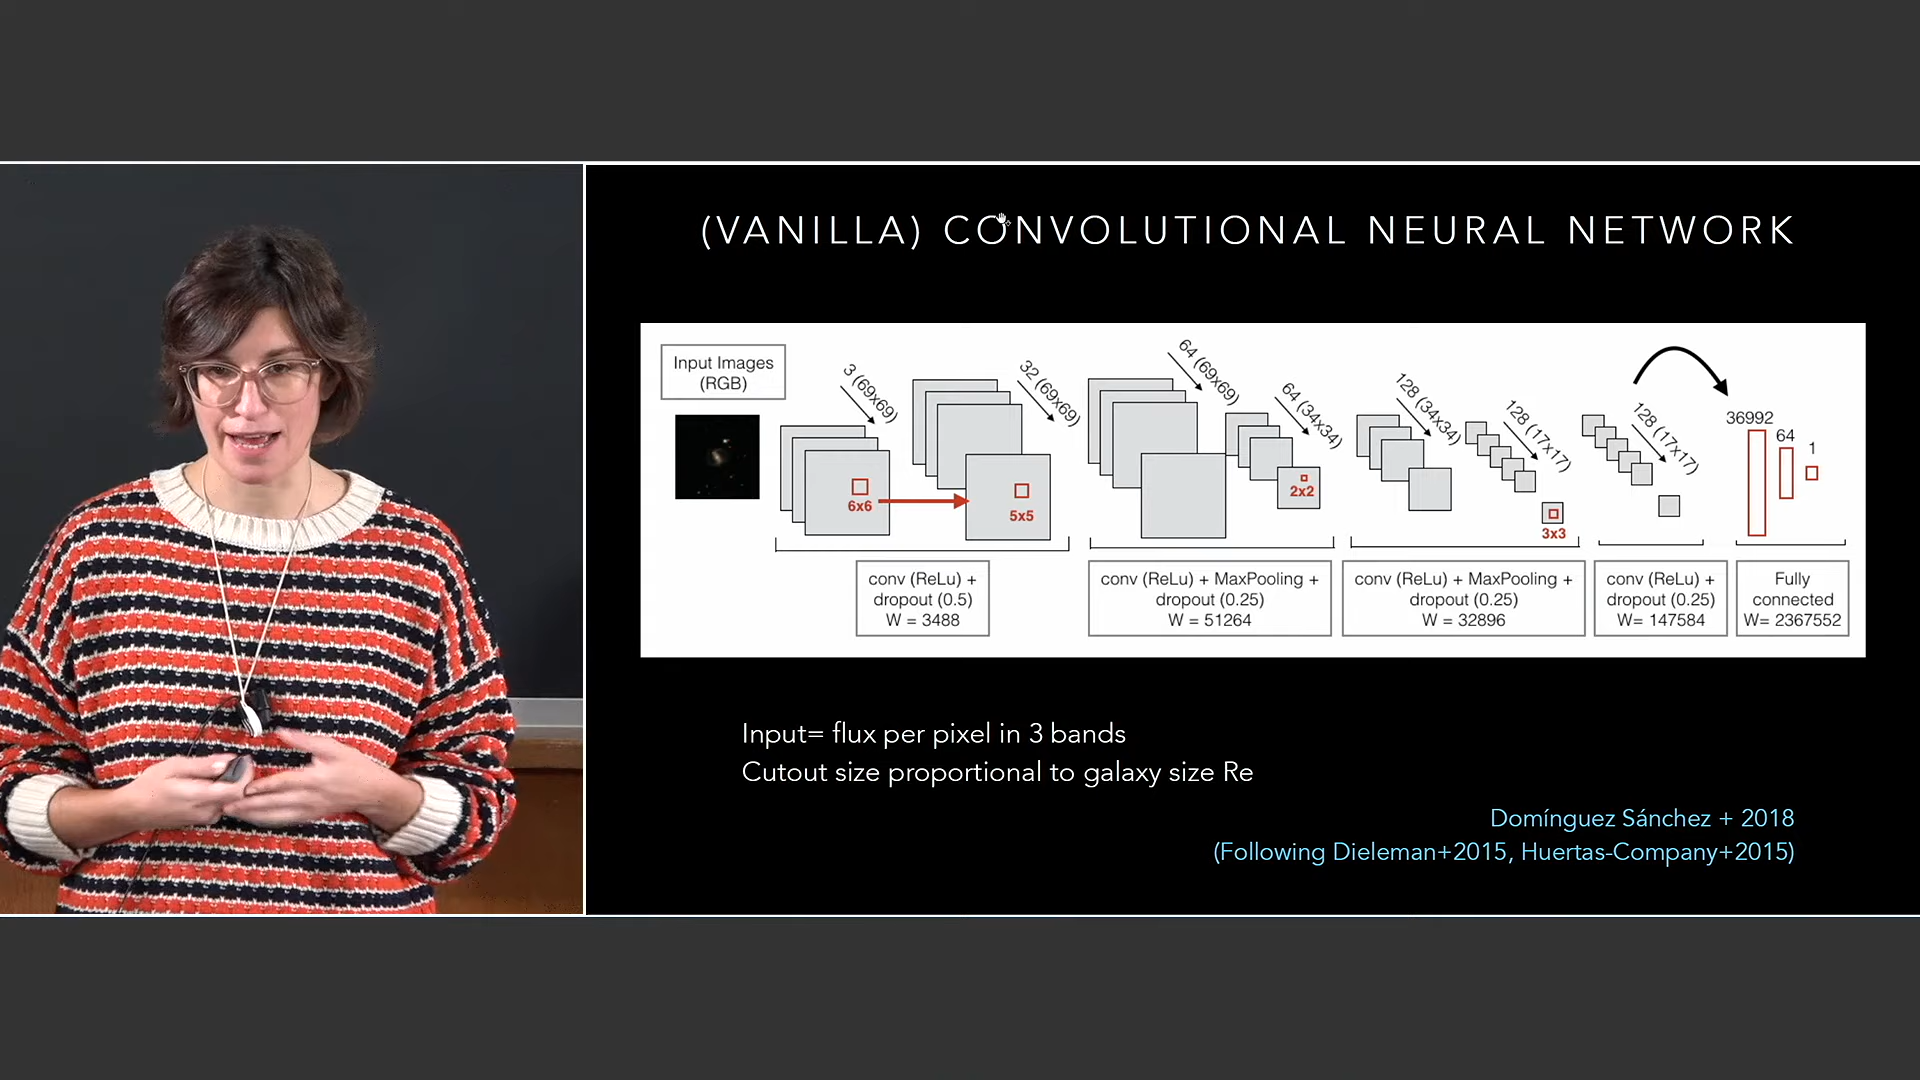 (VANILLA) CONVOLUTIONAL NEURAL NETWORK
Input Images
(RGB)
3 (69x69)
32 (69x69)
64 (69x69)
64 (34x34)
128 (34x34)
128 (17x17)
128 (17x17)
36992
64
1
6x6
5x5
2x2
3x3
conv (ReLu) +
dropout (0.5)
W = 3488
conv (ReLu) + MaxPooling +
dropout (0.25)
W = 51264
conv (ReLu) + MaxPooling +
dropout (0.25)
W = 32896
conv (ReLu) +
dropout (0.25)
W= 147584
Fully
connected
W= 2367552
Input= flux per pixel in 3 bands
Cutout size proportional to galaxy size Re
Domínguez Sánchez + 2018
(Following Dieleman+2015, Huertas-Company+2015)